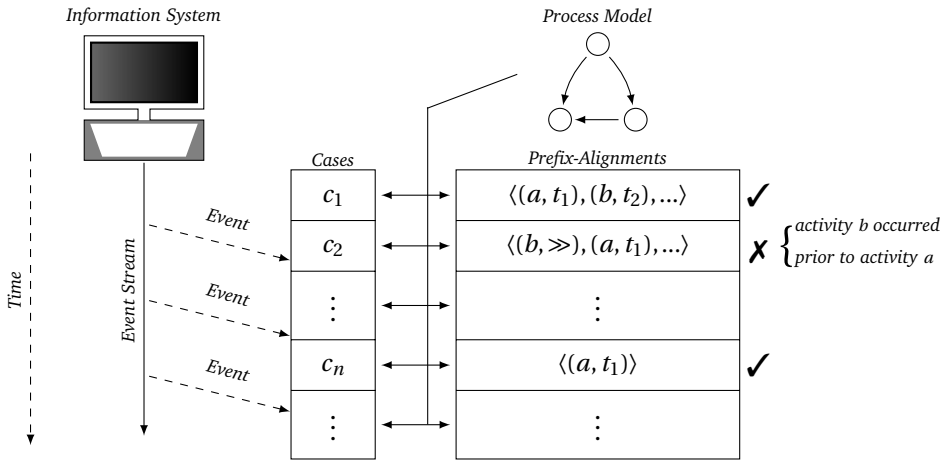 Information System
Process Model
Cases
Prefix-Alignments
c₁
⟨(a, t₁), (b, t₂), ...⟩
✓
Event
c₂
⟨(b, ≫), (a, t₁), ...⟩
✗
activity b occurred
prior to activity a
Time
Event Stream
Event
⋮
⋮
Event
cₙ
⟨(a, t₁)⟩
✓
⋮
⋮